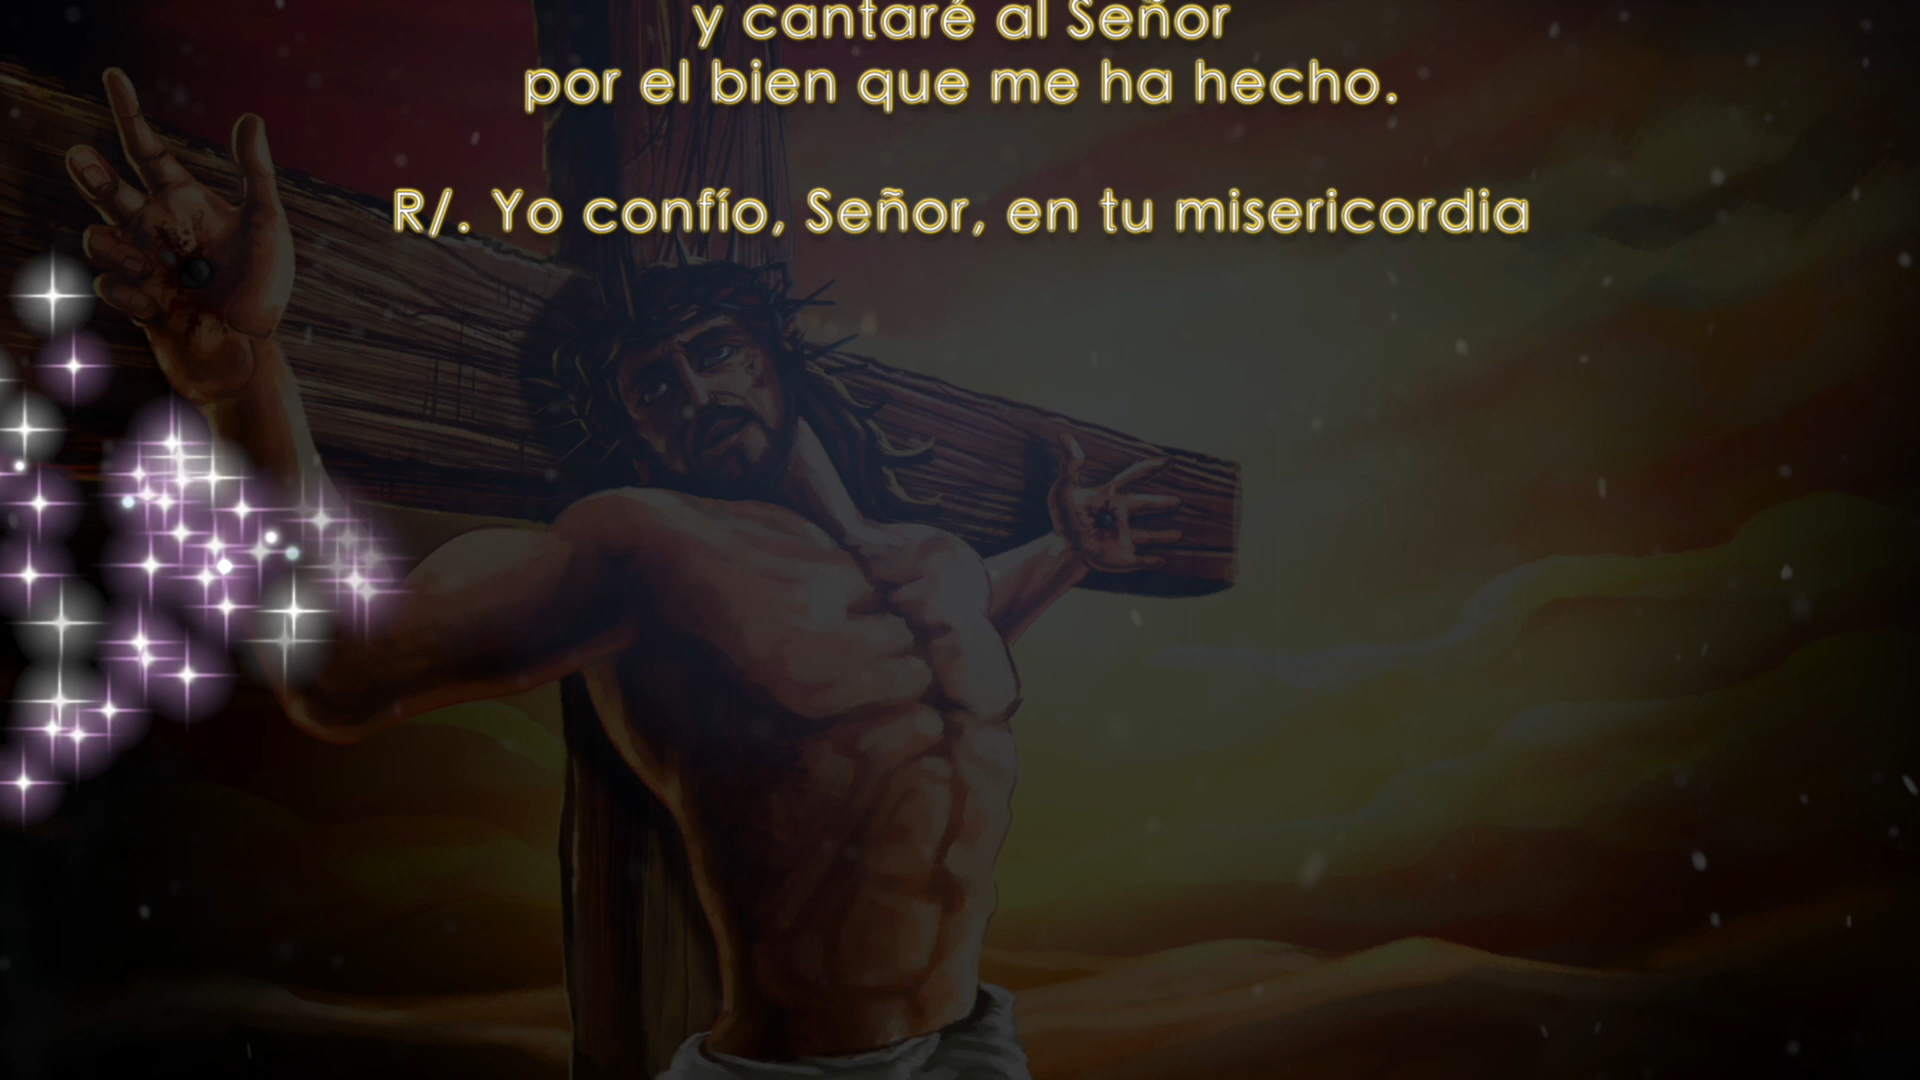 y cantaré al Señor
por el bien que me ha hecho.
R/. Yo confío, Señor, en tu misericordia